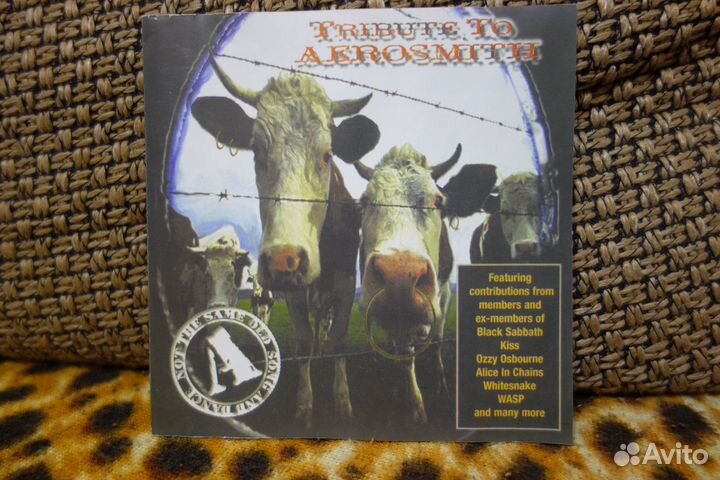 TRIBUTE TO
AEROSMITH
Featuring
contributions from
members and
ex-members of
Black Sabbath
Kiss
Ozzy Osbourne
Alice In Chains
Whitesnake
WASP
and many more
NOT THE SAME OLD SONG AND DANCE
A
Avito